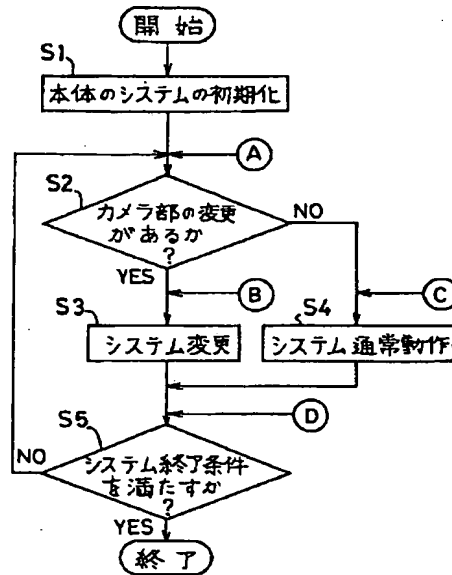 開始
S1
本体のシステムの初期化
A
S2
カメラ部の変更
があるか
?
NO
YES
B
C
S3
システム変更
S4
システム通常動作
D
S5
システム終了条件
を満たすか
?
NO
YES
終了